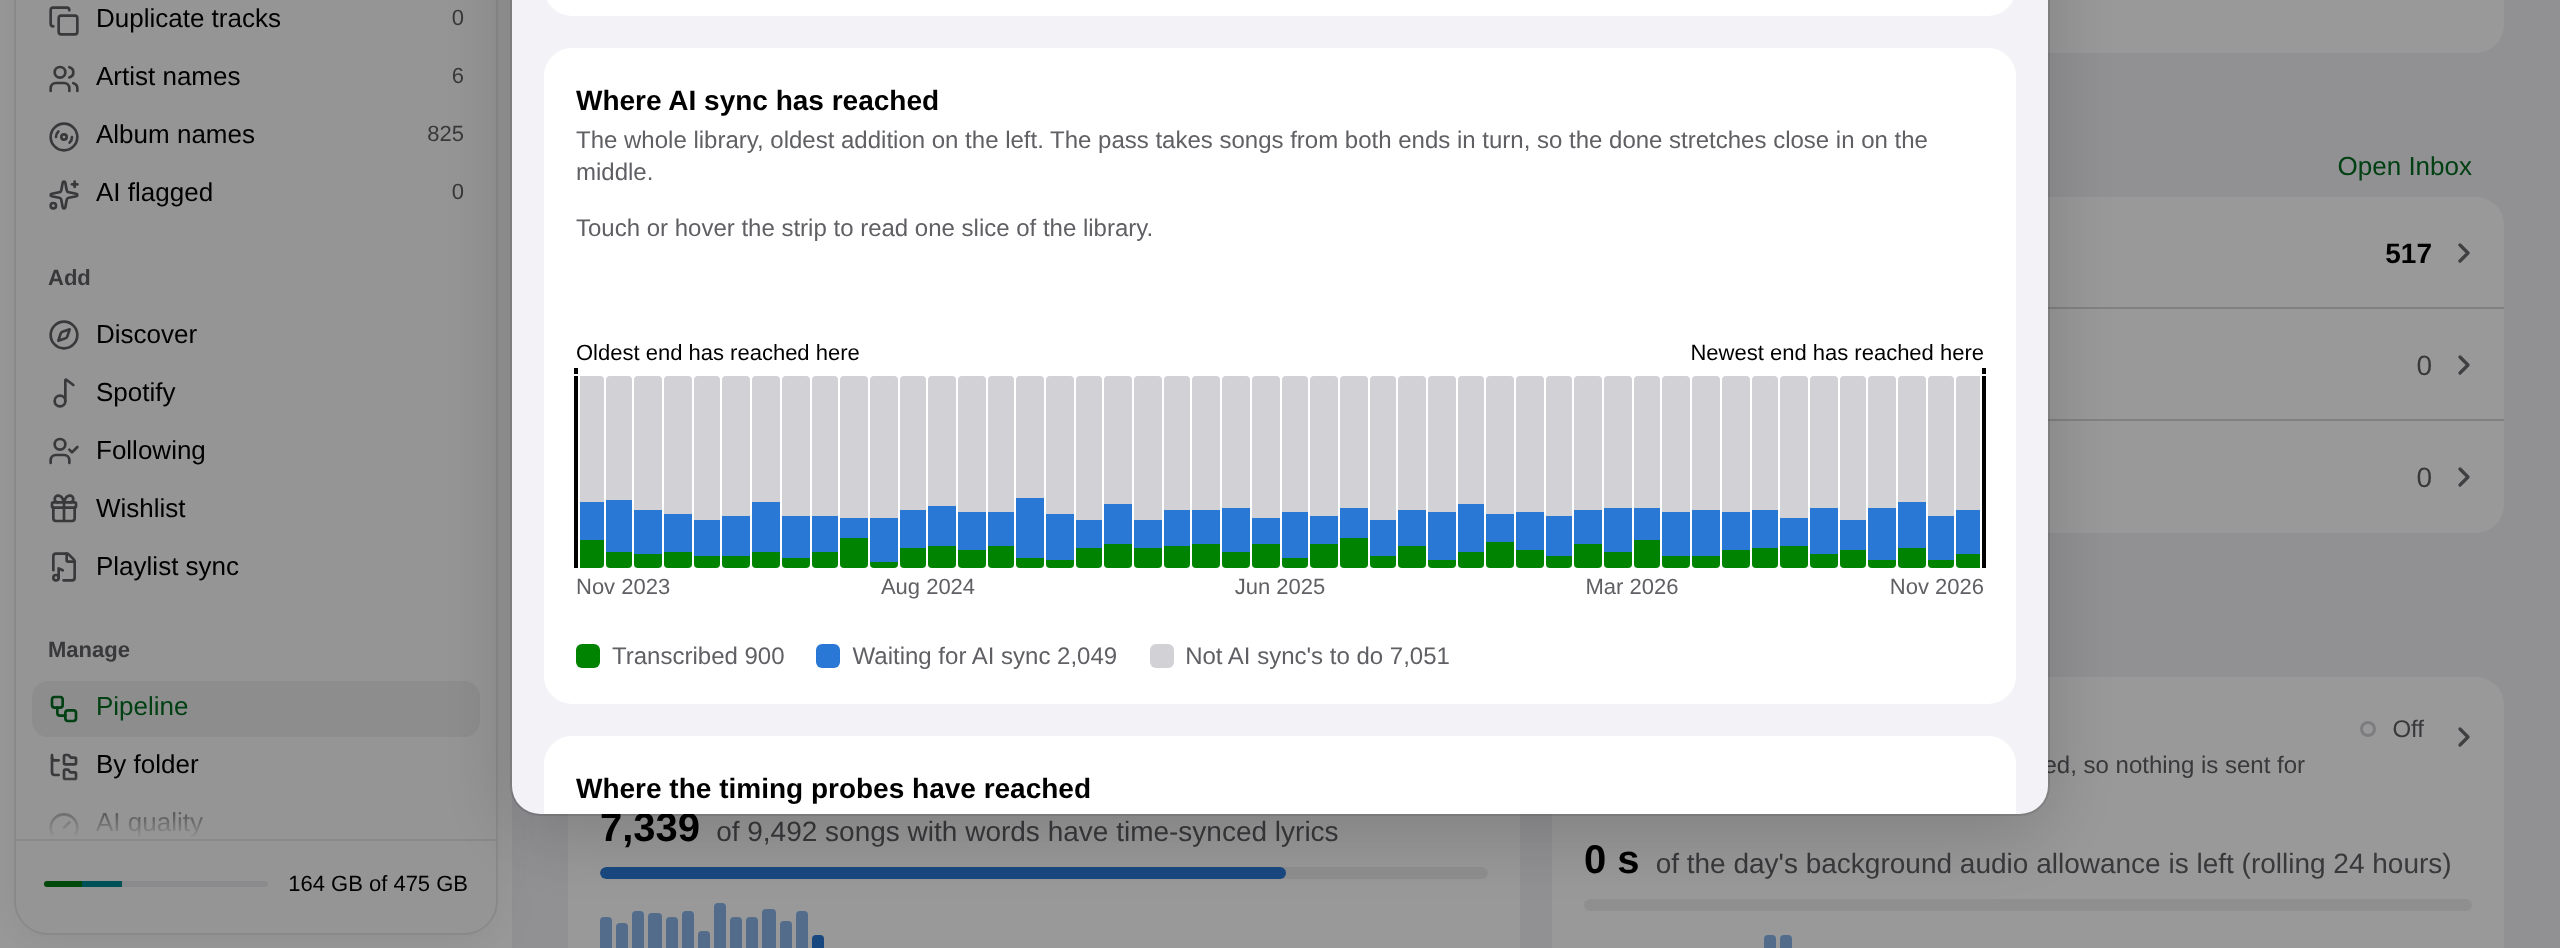 Duplicate tracks 0
Artist names 6
Album names 825
AI flagged 0
Add
Discover
Spotify
Following
Wishlist
Playlist sync
Manage
Pipeline
By folder
AI quality
164 GB of 475 GB
Where AI sync has reached
The whole library, oldest addition on the left. The pass takes songs from both ends in turn, so the done stretches close in on the
middle.
Touch or hover the strip to read one slice of the library.
Oldest end has reached here
Newest end has reached here
Nov 2023 Aug 2024 Jun 2025 Mar 2026 Nov 2026
Transcribed 900 Waiting for AI sync 2,049 Not AI sync's to do 7,051
Where the timing probes have reached
7,339 of 9,492 songs with words have time-synced lyrics
Open Inbox
517
0
0
Off
so nothing is sent for
0 s of the day's background audio allowance is left (rolling 24 hours)